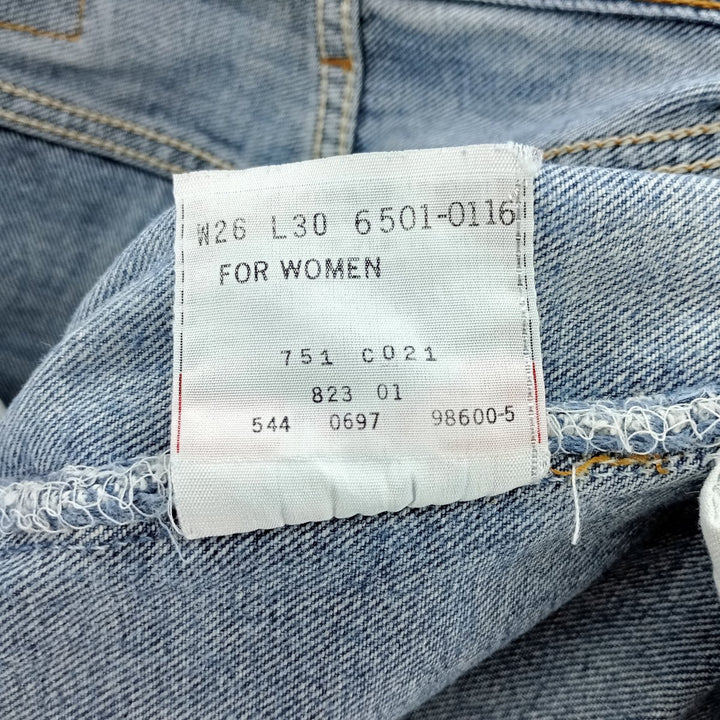 W26 L30 6501-0116
FOR WOMEN
751 C021
823 01
544 0697 98600-5